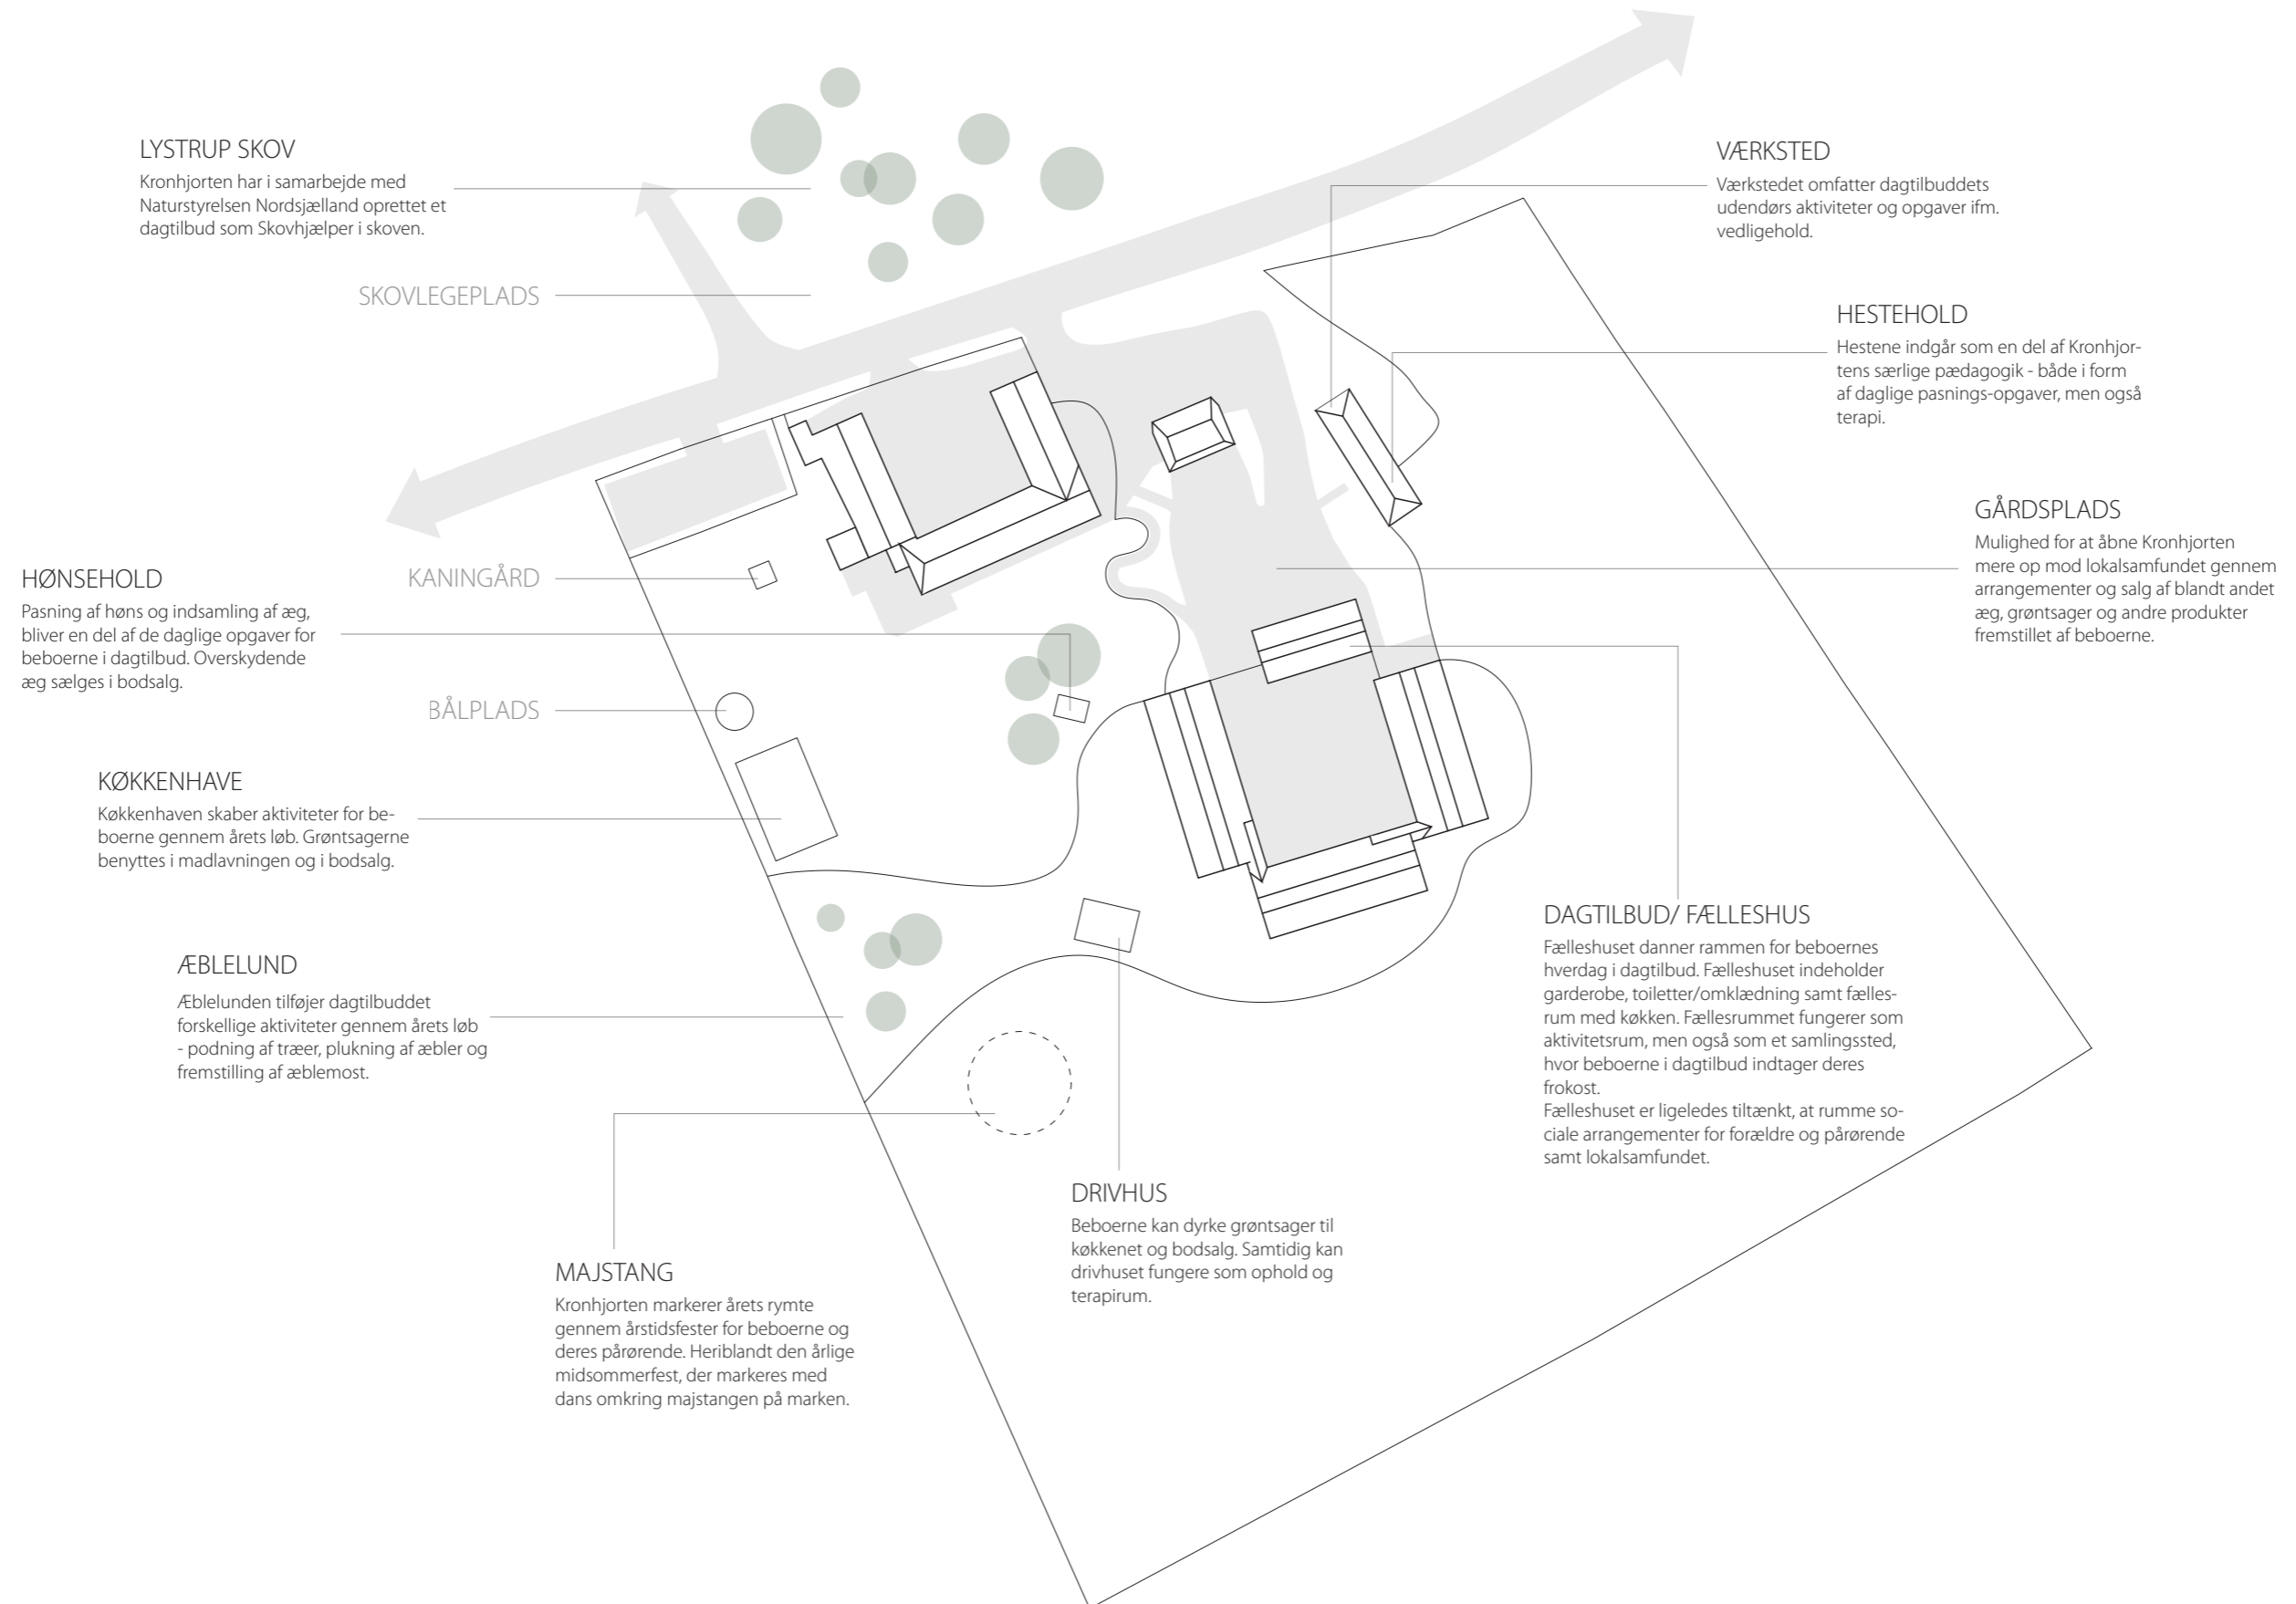 LYSTRUP SKOV
Kronhjorten har i samarbejde med
Naturstyrelsen Nordsjælland oprettet et
dagtilbud som Skovhjælper i skoven.
SKOVLEGEPLADS
HØNSEHOLD
Pasning af høns og indsamling af æg,
bliver en del af de daglige opgaver for
beboerne i dagtilbud. Overskydende
æg sælges i bodsalg.
KANINGÅRD
BÅLPLADS
KØKKENHAVE
Køkkenhaven skaber aktiviteter for be-
boerne gennem årets løb. Grøntsagerne
benyttes i madlavningen og i bodsalg.
ÆBLELUND
Æblelunden tilføjer dagtilbuddet
forskellige aktiviteter gennem årets løb
- podning af træer, plukning af æbler og
fremstilling af æblemost.
MAJSTANG
Kronhjorten markerer årets rymte
gennem årstidsfester for beboerne og
deres pårørende. Heriblandt den årlige
midsommerfest, der markeres med
dans omkring majstangen på marken.
DRIVHUS
Beboerne kan dyrke grøntsager til
køkkenet og bodsalg. Samtidig kan
drivhuset fungere som ophold og
terapirum.
VÆRKSTED
Værkstedet omfatter dagtilbuddets
udendørs aktiviteter og opgaver ifm.
vedligehold.
HESTEHOLD
Hestene indgår som en del af Kronhjor-
tens særlige pædagogik - både i form
af daglige pasnings-opgaver, men også
terapi.
GÅRDSPLADS
Mulighed for at åbne Kronhjorten
mere op mod lokalsamfundet gennem
arrangementer og salg af blandt andet
æg, grøntsager og andre produkter
fremstillet af beboerne.
DAGTILBUD/ FÆLLESHUS
Fælleshuset danner rammen for beboernes
hverdag i dagtilbud. Fælleshuset indeholder
garderobe, toiletter/omklædning samt fælles-
rum med køkken. Fællesrummet fungerer som
aktivitetsrum, men også som et samlingssted,
hvor beboerne i dagtilbud indtager deres
frokost.
Fælleshuset er ligeledes tiltænkt, at rumme so-
ciale arrangementer for forældre og pårørende
samt lokalsamfundet.